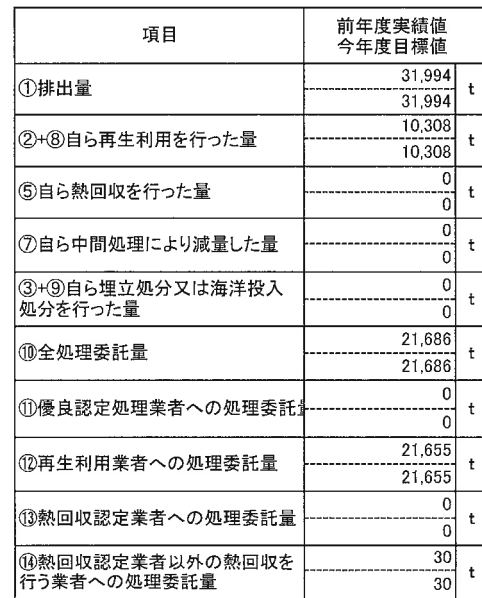 項目
前年度実績値
今年度目標値
①排出量
31,994
31,994
t
②+⑧自ら再生利用を行った量
10,308
10,308
t
⑤自ら熱回収を行った量
0
0
t
⑦自ら中間処理により減量した量
0
0
t
③+⑨自ら埋立処分又は海洋投入
処分を行った量
0
0
t
⑩全処理委託量
21,686
21,686
t
⑪優良認定処理業者への処理委託
0
0
t
⑫再生利用業者への処理委託量
21,655
21,655
t
⑬熱回収認定業者への処理委託量
0
0
t
⑭熱回収認定業者以外の熱回収を
行う業者への処理委託量
30
30
t